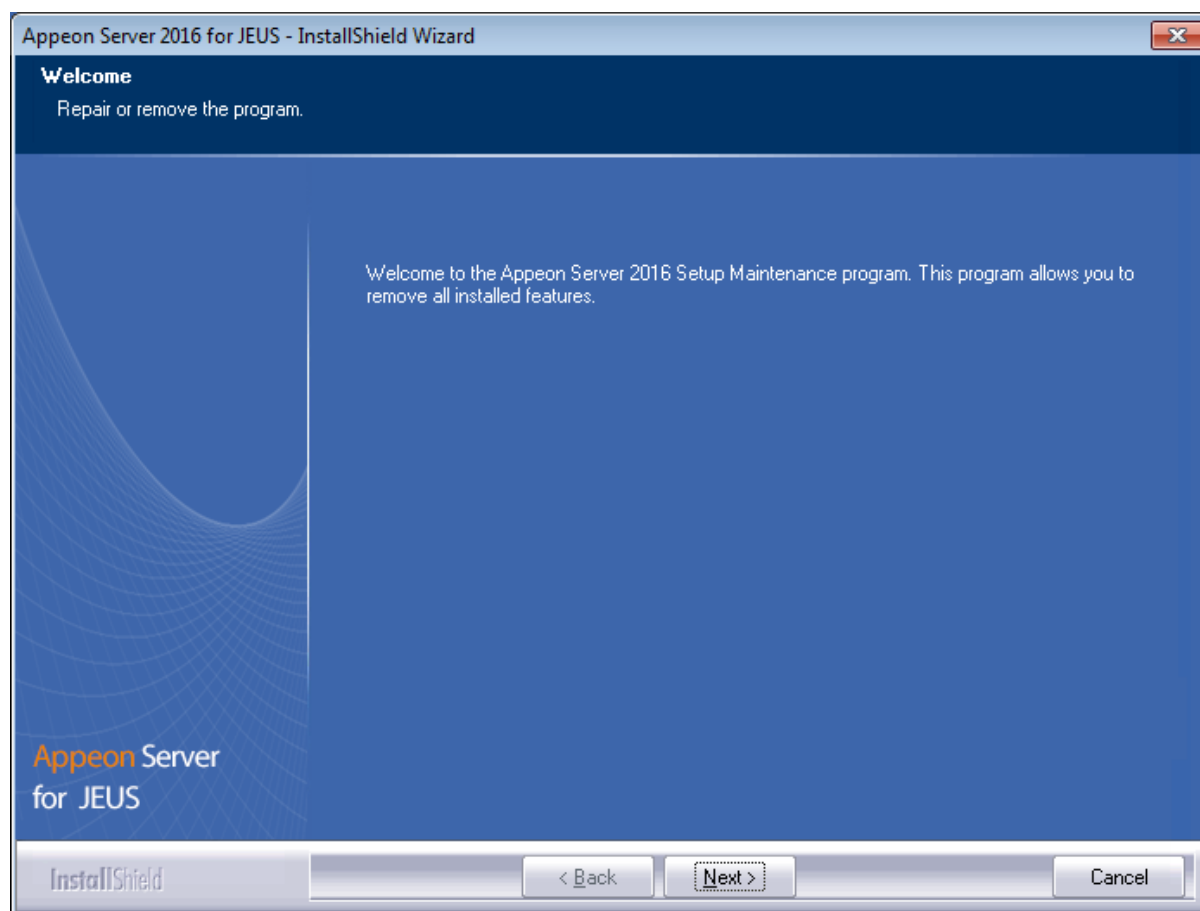 Appeon Server 2016 for JEUS - InstallShield Wizard
Welcome
Repair or remove the program.
Welcome to the Appeon Server 2016 Setup Maintenance program. This program allows you to
remove all installed features.
Appeon Server
for JEUS
InstallShield
< Back
Next >
Cancel